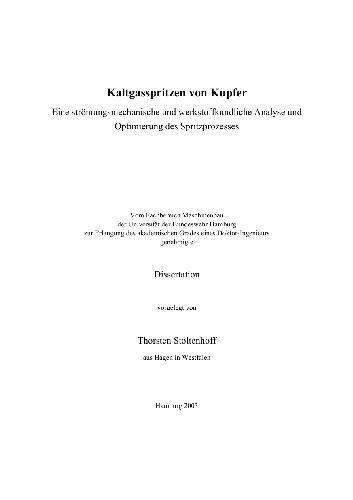 Kaltgasspritzen von Kupfer
Eine strömungsmechanische und werkstoffkundliche Analyse und
Optimierung des Spritzprozesses
Vom Fachbereich Maschinenbau
der Universität der Bundeswehr Hamburg
zur Erlangung des akademischen Grades eines Doktor-Ingenieurs
genehmigte
Dissertation
vorgelegt von
Thorsten Stoltenhoff
aus Hagen in Westfalen
Hamburg